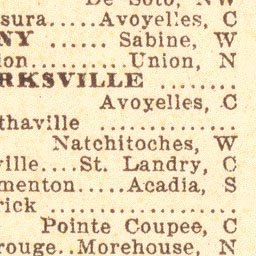 De Soto, NW
sura.....Avoyelles, C
NY ...... Sabine, W
ion..........Union, N
RKSVILLE ........
Avoyelles, C
thaville .............
Natchitoches, W
ville....St. Landry, C
menton.....Acadia, S
rick ..................
Pointe Coupee, C
rouge..Morehouse, N